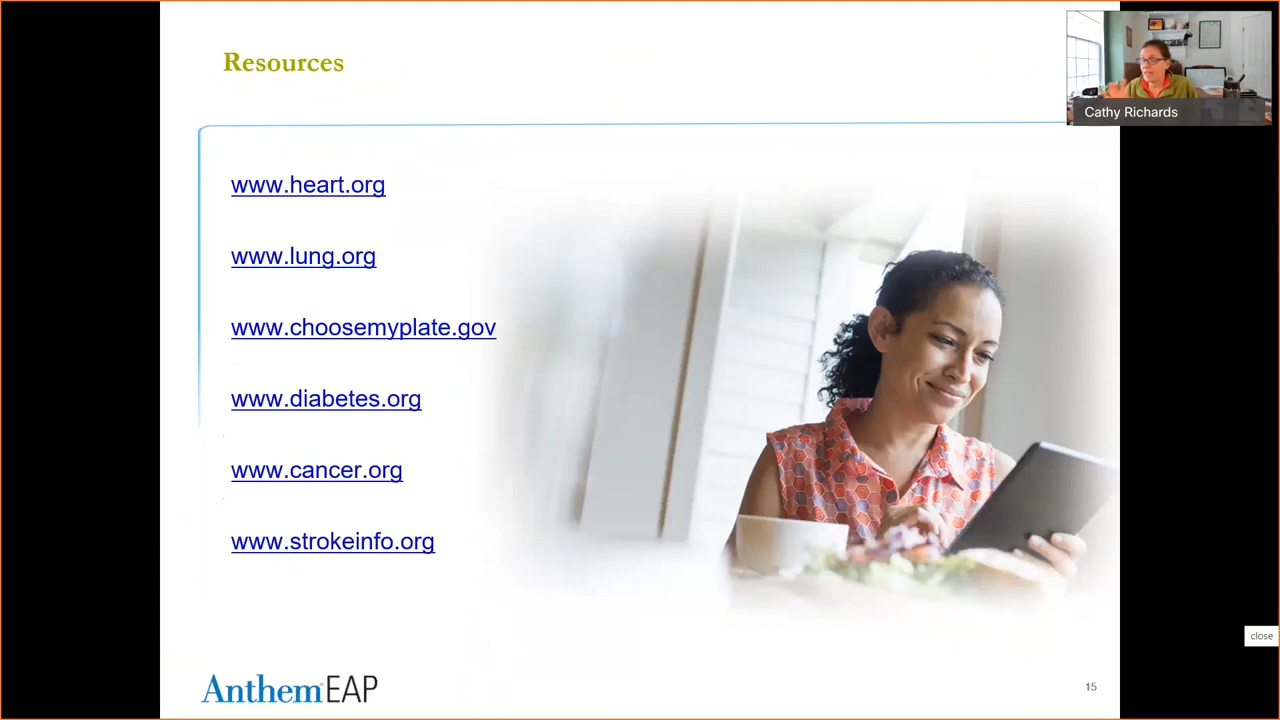 Resources
Cathy Richards
www.heart.org
www.lung.org
www.choosemyplate.gov
www.diabetes.org
www.cancer.org
www.strokeinfo.org
close
Anthem EAP
15